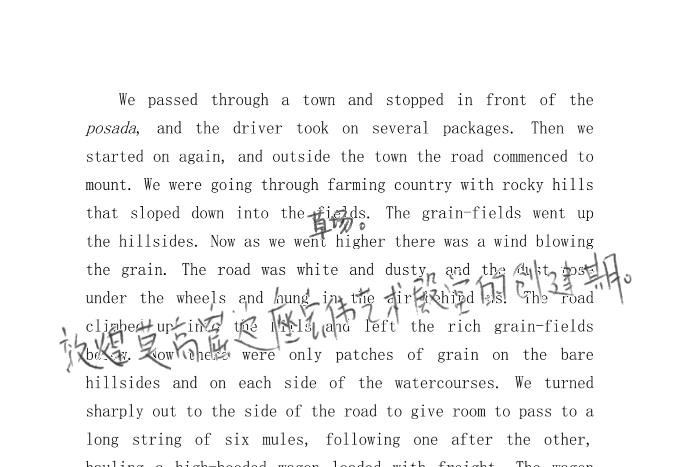 We passed through a town and stopped in front of the
posada, and the driver took on several packages. Then we
started on again, and outside the town the road commenced to
mount. We were going through farming country with rocky hills
that sloped down into the fields. The grain-fields went up
草场。
the hillsides. Now as we went higher there was a wind blowing
the grain. The road was white and dusty, and the dust rose
under the wheels and hung in the air behind us. The road
climbed up into the hills and left the rich grain-fields
敦煌莫高窟这座宏伟艺术殿堂的创建期。
below. Now there were only patches of grain on the bare
hillsides and on each side of the watercourses. We turned
sharply out to the side of the road to give room to pass to a
long string of six mules, following one after the other,
hauling a high-hooded wagon loaded with freight. The wagon